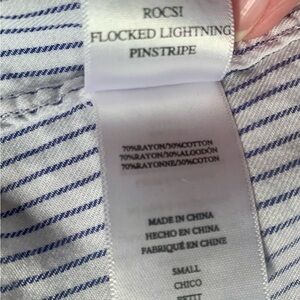 ROCSI
FLOCKED LIGHTNING
PINSTRIPE
70%RAYON/30%COTTON
70%RAYON/30%ALGODÓN
70%RAYONNE/30%COTON
MADE IN CHINA
HECHO EN CHINA
FABRIQUÉ EN CHINE
SMALL
CHICO
PETIT